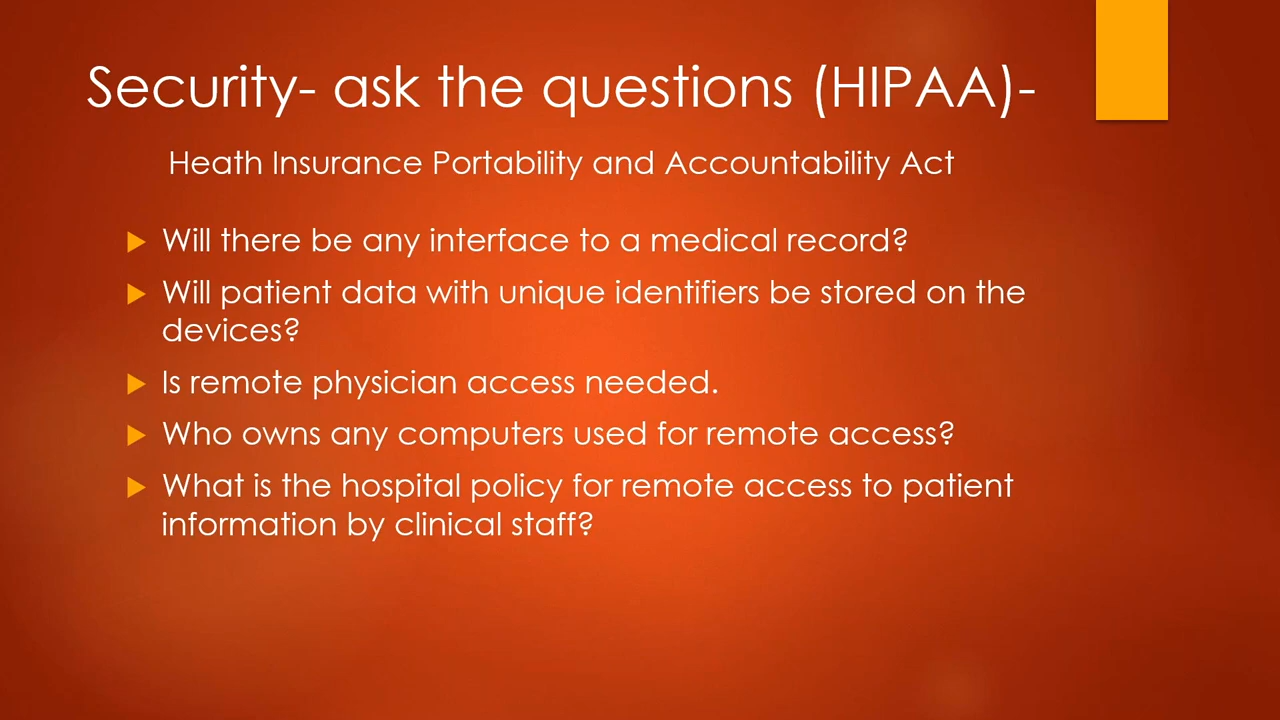 Security- ask the questions (HIPAA)-
Heath Insurance Portability and Accountability Act
Will there be any interface to a medical record?
Will patient data with unique identifiers be stored on the
devices?
Is remote physician access needed.
Who owns any computers used for remote access?
What is the hospital policy for remote access to patient
information by clinical staff?